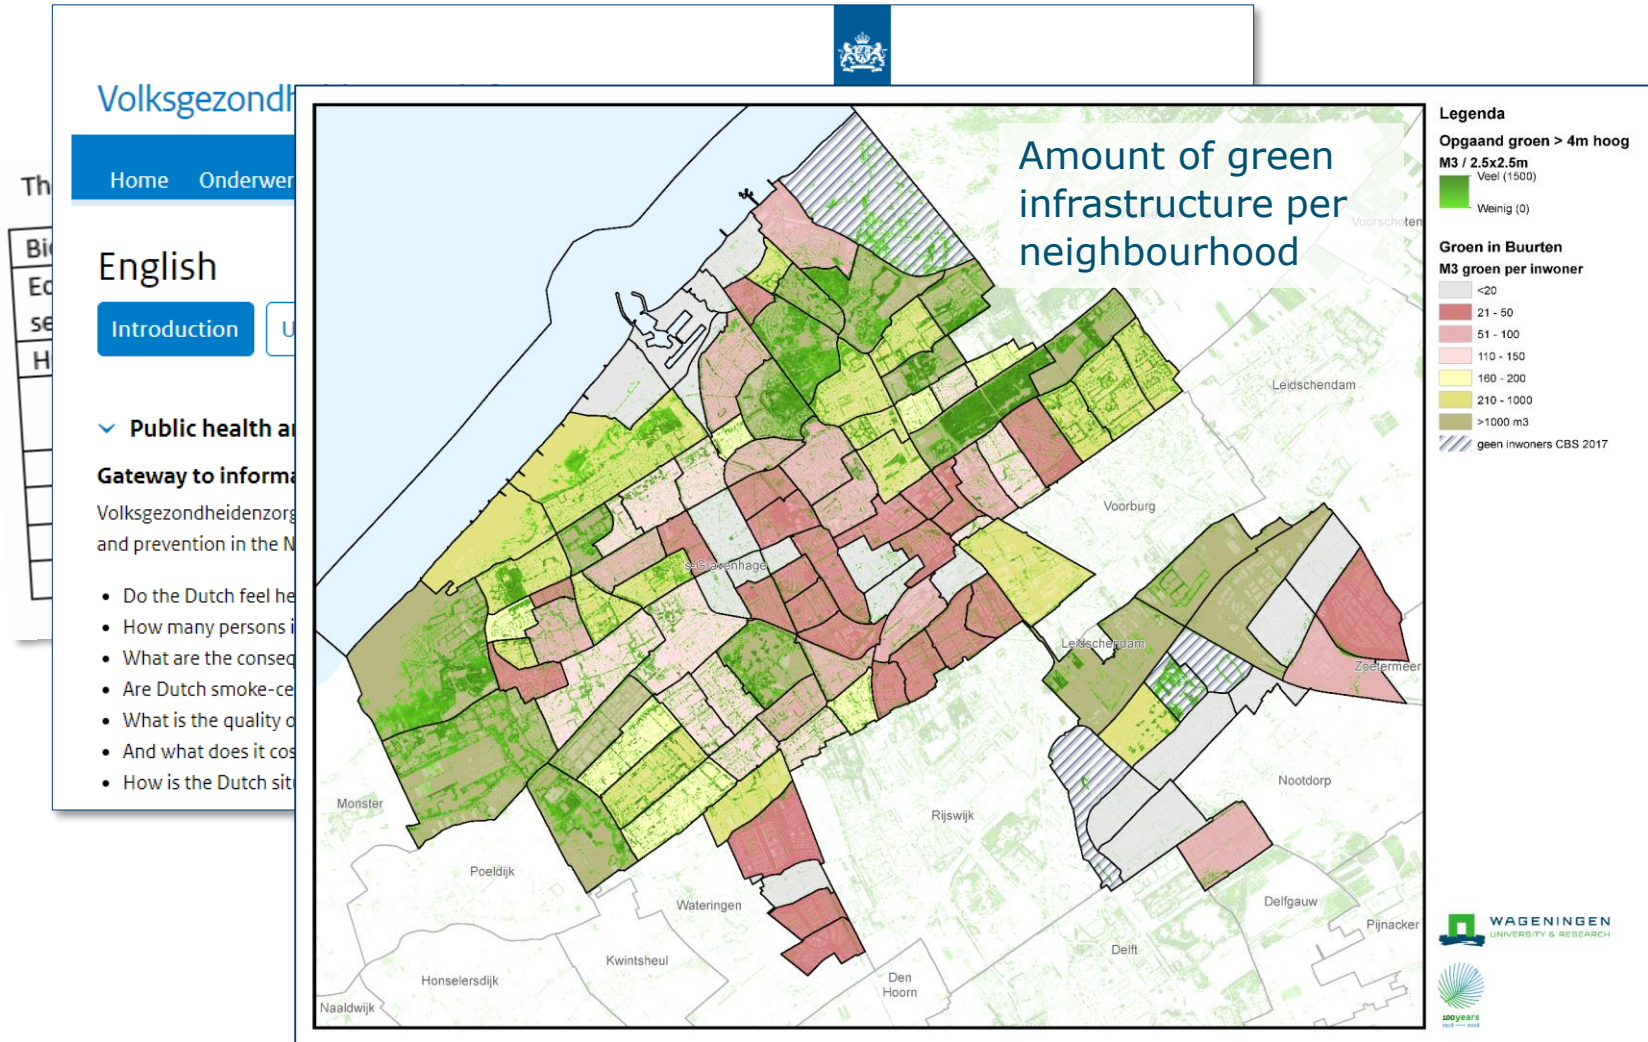 Th
Bio
Ec
se
H
Volksgezondh
Home Onderwer
English
Introduction U
Public health a
Gateway to informa
Volksgezondheidenzorg
and prevention in the N
Do the Dutch feel he
How many persons i
What are the conseq
Are Dutch smoke-ce
What is the quality o
And what does it cos
How is the Dutch sit
Amount of green
infrastructure per
neighbourhood
Voorschoten
Leidschendam
Voorburg
s-Gravenhage
Leidschendam
Zoetermeer
Nootdorp
Monster
Rijswijk
Poeldijk
Wateringen
Delfgauw
Pijnacker
Delft
Kwintsheul
Honselersdijk
Den
Hoorn
Naaldwijk
Legenda
Opgaand groen > 4m hoog
M3 / 2.5x2.5m
Veel (1500)
Weinig (0)
Groen in Buurten
M3 groen per inwoner
<20
21 - 50
51 - 100
110 - 150
160 - 200
210 - 1000
>1000 m3
geen inwoners CBS 2017
WAGENINGEN
UNIVERSITY & RESEARCH
100years